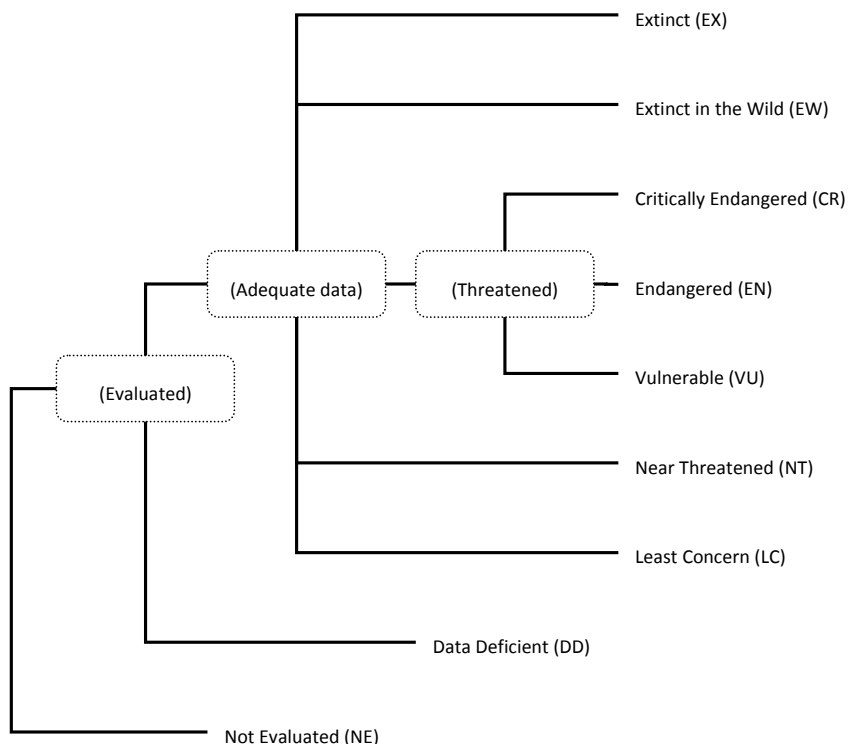 Extinct (EX)
Extinct in the Wild (EW)
Critically Endangered (CR)
(Adequate data)
(Threatened)
Endangered (EN)
Vulnerable (VU)
(Evaluated)
Near Threatened (NT)
Least Concern (LC)
Data Deficient (DD)
Not Evaluated (NE)